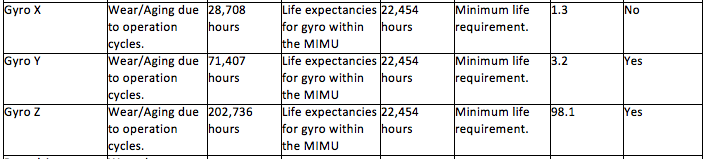 Gyro X Wear/Aging due 28,708 Life expectancies 22,454 Minimum life 1.3 No
to operation hours for gyro within hours requirement.
cycles. the MIMU
Gyro Y Wear/Aging due 71,407 Life expectancies 22,454 Minimum life 3.2 Yes
to operation hours for gyro within hours requirement.
cycles. the MIMU
Gyro Z Wear/Aging due 202,736 Life expectancies 22,454 Minimum life 98.1 Yes
to operation hours for gyro within hours requirement.
cycles. the MIMU